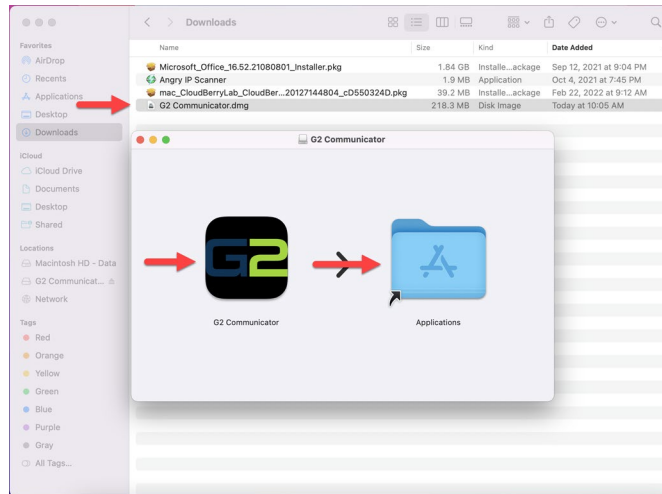 Downloads
Favorites
AirDrop
Recents
Applications
Desktop
Downloads
iCloud
iCloud Drive
Documents
Desktop
Shared
Locations
Macintosh HD - Data
G2 Communicat...
Network
Tags
Red
Orange
Yellow
Green
Blue
Purple
Gray
All Tags...
Name Size Kind Date Added
Microsoft_Office_16.52.21080801_Installer.pkg 1.84 GB Installe...ackage Sep 12, 2021 at 9:04 PM
Angry IP Scanner 1.9 MB Application Oct 4, 2021 at 7:45 PM
mac_CloudBerryLab_CloudBer...20127144804_cD550324D.pkg 39.2 MB Installe...ackage Feb 22, 2022 at 9:12 AM
G2 Communicator.dmg 218.3 MB Disk Image Today at 10:05 AM
G2 Communicator
G2
G2 Communicator
Applications